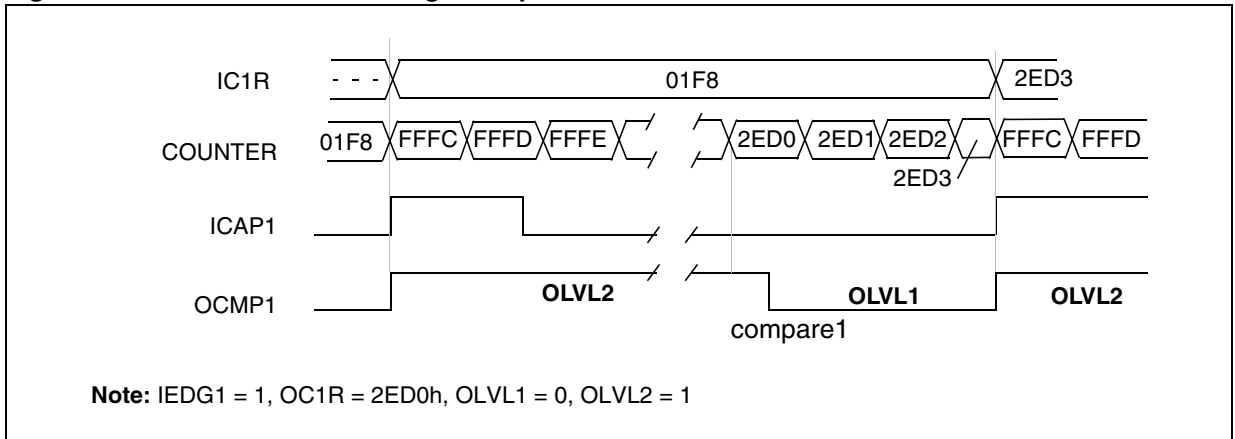 IC1R - - - 01F8 2ED3
COUNTER 01F8 FFFC FFFD FFFE 2ED0 2ED1 2ED2 FFFC FFFD
2ED3
ICAP1
OCMP1 OLVL2 OLVL1 OLVL2
compare1
Note: IEDG1 = 1, OC1R = 2ED0h, OLVL1 = 0, OLVL2 = 1